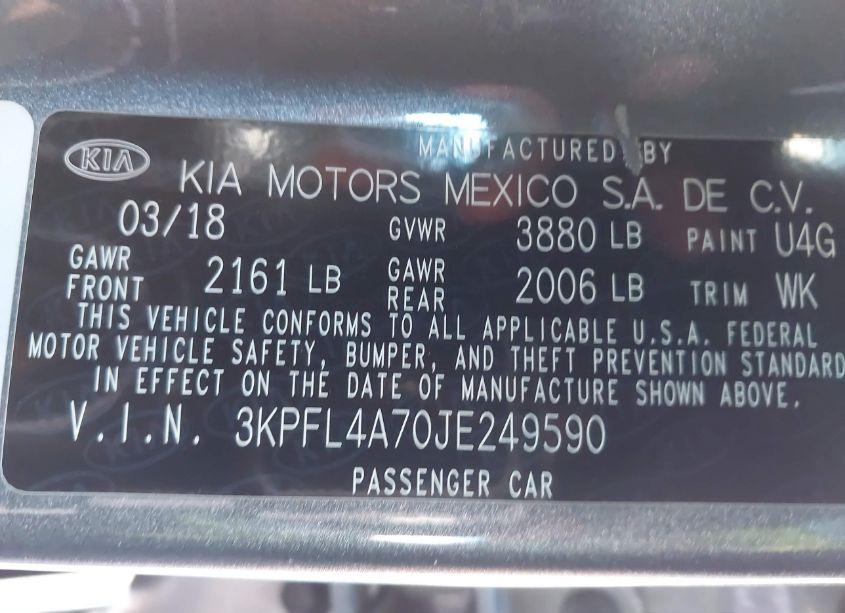 MANUFACTURED BY
KIA KIA MOTORS MEXICO S.A. DE C.V.
03/18 GVWR 3880 LB PAINT U4G
GAWR FRONT 2161 LB GAWR REAR 2006 LB TRIM WK
THIS VEHICLE CONFORMS TO ALL APPLICABLE U.S.A. FEDERAL
MOTOR VEHICLE SAFETY, BUMPER, AND THEFT PREVENTION STANDARD
IN EFFECT ON THE DATE OF MANUFACTURE SHOWN ABOVE.
V.I.N. 3KPFL4A70JE249590
PASSENGER CAR